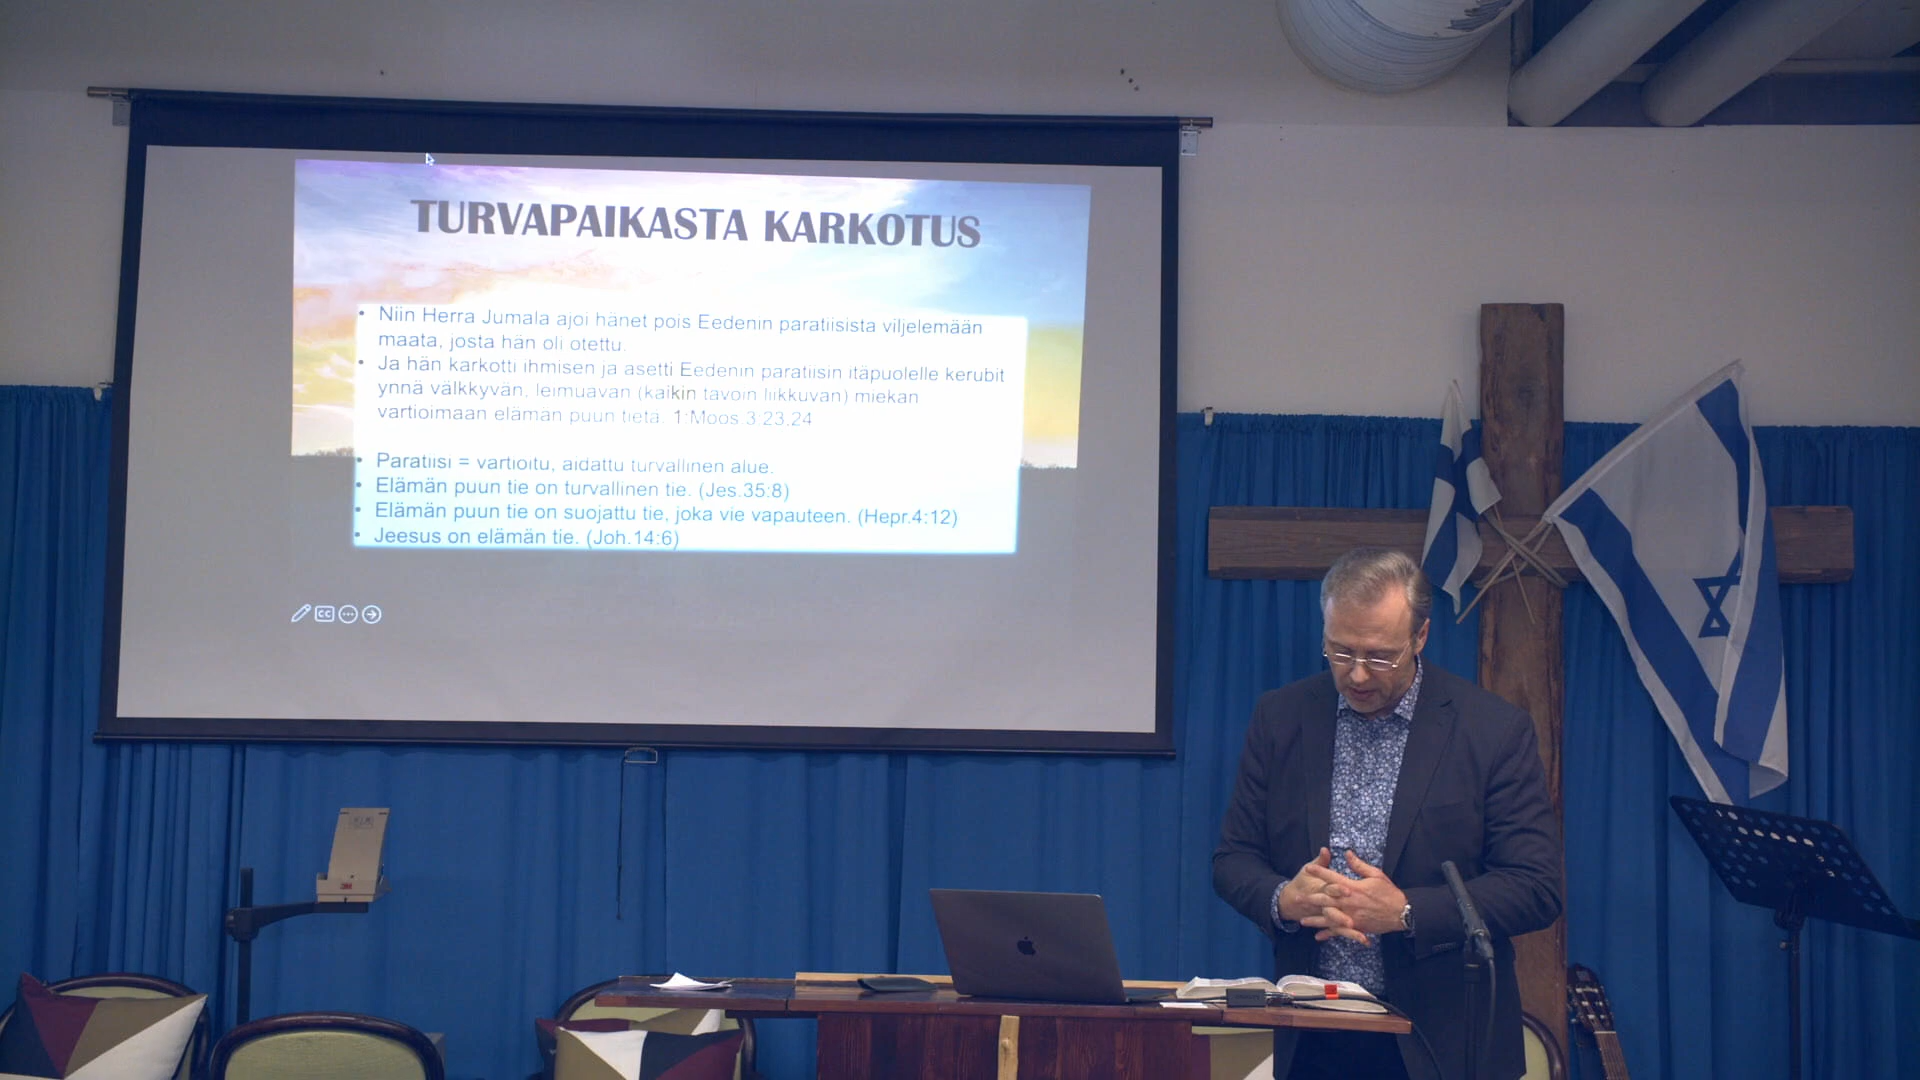 TURVAPAIKASTA KARKOTUS
• Niin Herra Jumala ajoi hänet pois Eedenin paratiisista viljelemään
maata, josta hän oli otettu.
• Ja hän karkotti ihmisen ja asetti Eedenin paratiisin itäpuolelle kerubit
ynnä välkkyvän, leimuavan (kaikin tavoin liikkuvan) miekan
vartioimaan elämän puun tietä. 1.Moos.3:23,24
• Paratiisi = vartioitu, aidattu turvallinen alue.
• Elämän puun tie on turvallinen tie. (Jes.35:8)
• Elämän puun tie on suojattu tie, joka vie vapauteen. (Hepr.4:12)
• Jeesus on elämän tie. (Joh.14:6)
CC
3M